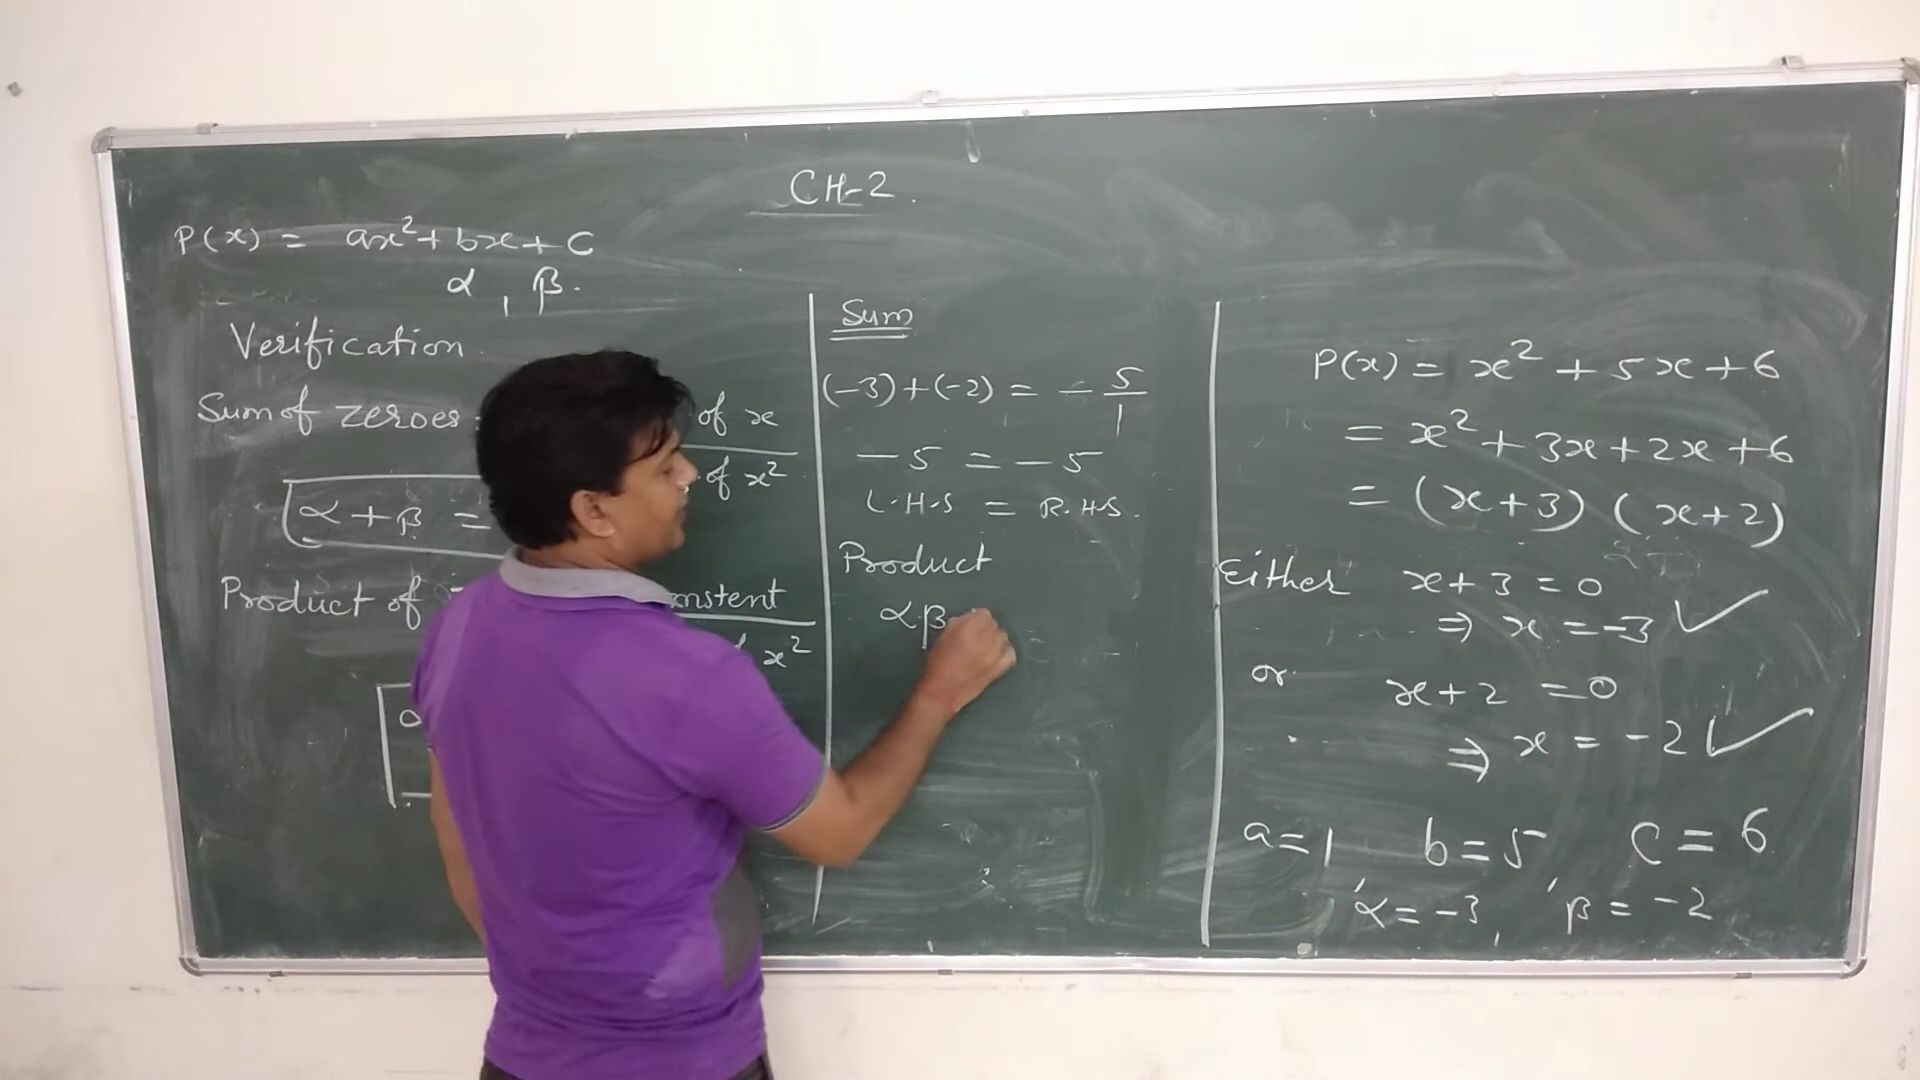 CH-2.
P(x) = ax²+bx+c
α, β.
Verification
Sum of zeroes
of x
of x²
α+β =
Product of
x²
Sum
(-3)+(-2) = -5/1
-5 = -5
L.H.S = R.H.S.
Product
αβ
P(x) = x² + 5x+6
= x² + 3x+2x+6
= (x+3) (x+2)
Either x+3=0
⇒ x = -3 ✓
or x+2 =0
⇒ x = -2 ✓
a=1 b=5 c=6
α=-3 β=-2